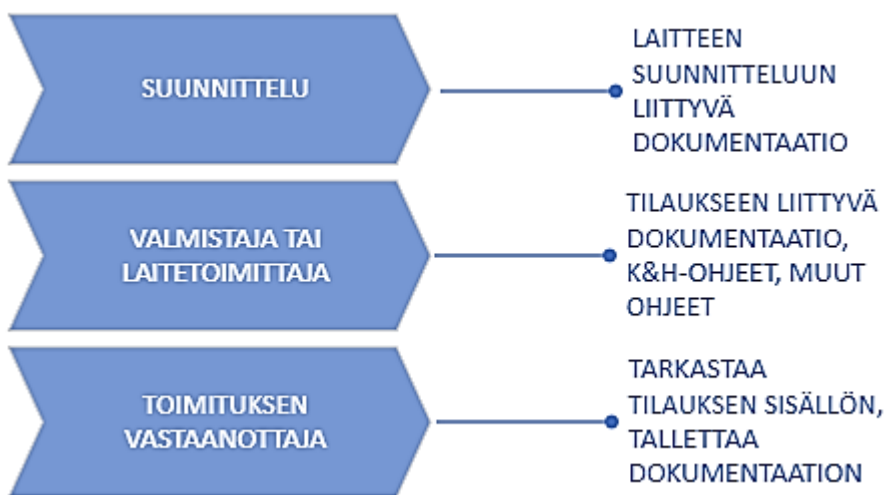 SUUNNITTELU
LAITTEEN
SUUNNITTELUUN
LIITTYVÄ
DOKUMENTAATIO
VALMISTAJA TAI
LAITETOIMITTAJA
TILAUKSEEN LIITTYVÄ
DOKUMENTAATIO,
K&H-OHJEET, MUUT
OHJEET
TOIMITUKSEN
VASTAANOTTAJA
TARKASTAA
TILAUKSEN SISÄLLÖN,
TALLETTAA
DOKUMENTAATION